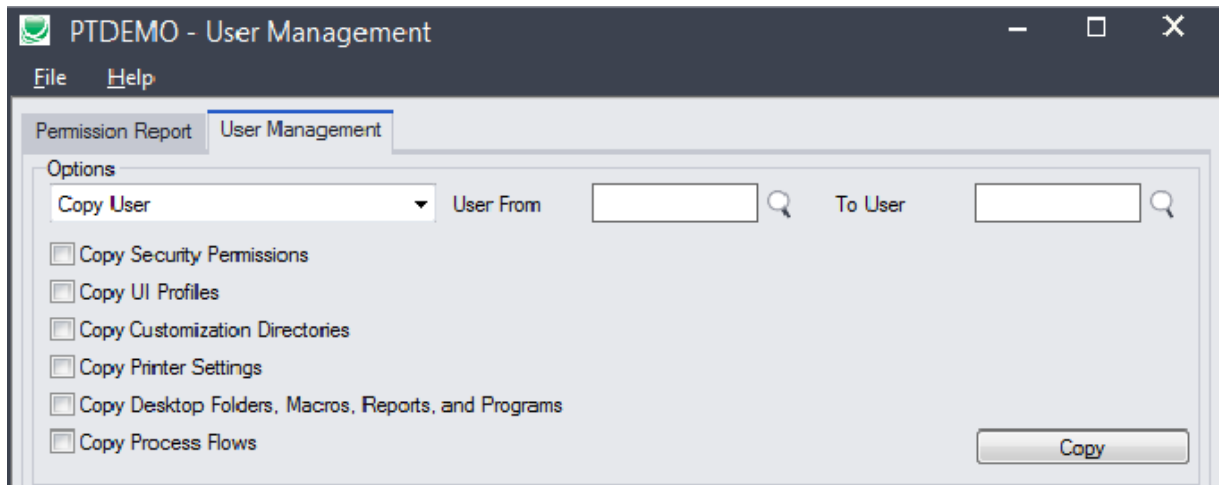 PTDEMO - User Management
File Help
Permission Report User Management
Options
Copy User User From To User
Copy Security Permissions
Copy UI Profiles
Copy Customization Directories
Copy Printer Settings
Copy Desktop Folders, Macros, Reports, and Programs
Copy Process Flows
Copy